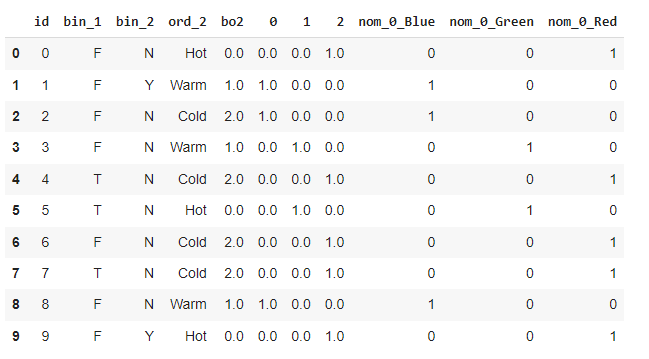 id bin_1 bin_2 ord_2 bo2 0 1 2 nom_0_Blue nom_0_Green nom_0_Red
0 0 F N Hot 0.0 0.0 0.0 1.0 0 0 1
1 1 F Y Warm 1.0 1.0 0.0 0.0 1 0 0
2 2 F N Cold 2.0 1.0 0.0 0.0 1 0 0
3 3 F N Warm 1.0 0.0 1.0 0.0 0 1 0
4 4 T N Cold 2.0 0.0 0.0 1.0 0 0 1
5 5 T N Hot 0.0 0.0 1.0 0.0 0 1 0
6 6 F N Cold 2.0 0.0 0.0 1.0 0 0 1
7 7 T N Cold 2.0 0.0 0.0 1.0 0 0 1
8 8 F N Warm 1.0 1.0 0.0 0.0 1 0 0
9 9 F Y Hot 0.0 0.0 0.0 1.0 0 0 1